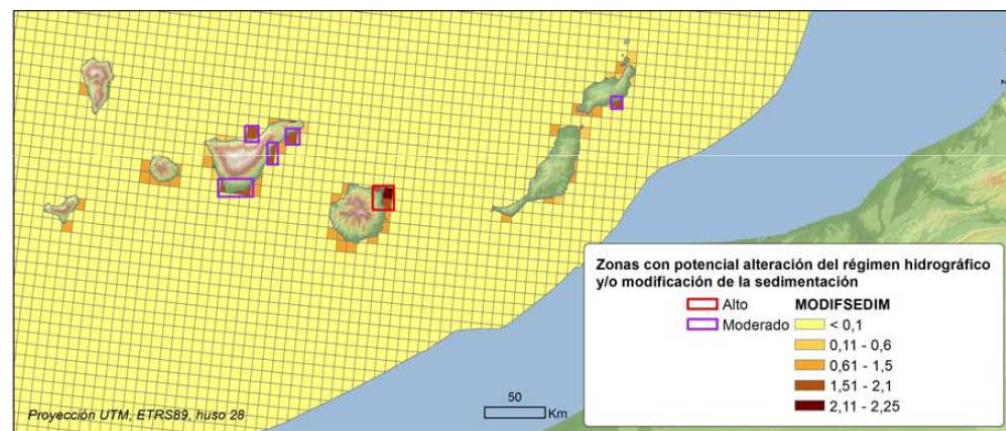 Zonas con potencial alteración del régimen hidrográfico
y/o modificación de la sedimentación
Alto
Moderado
MODIFSEDIM
< 0,1
0,11 - 0,6
0,61 - 1,5
1,51 - 2,1
2,11 - 2,25
50
Km
Proyección UTM, ETRS89, huso 28